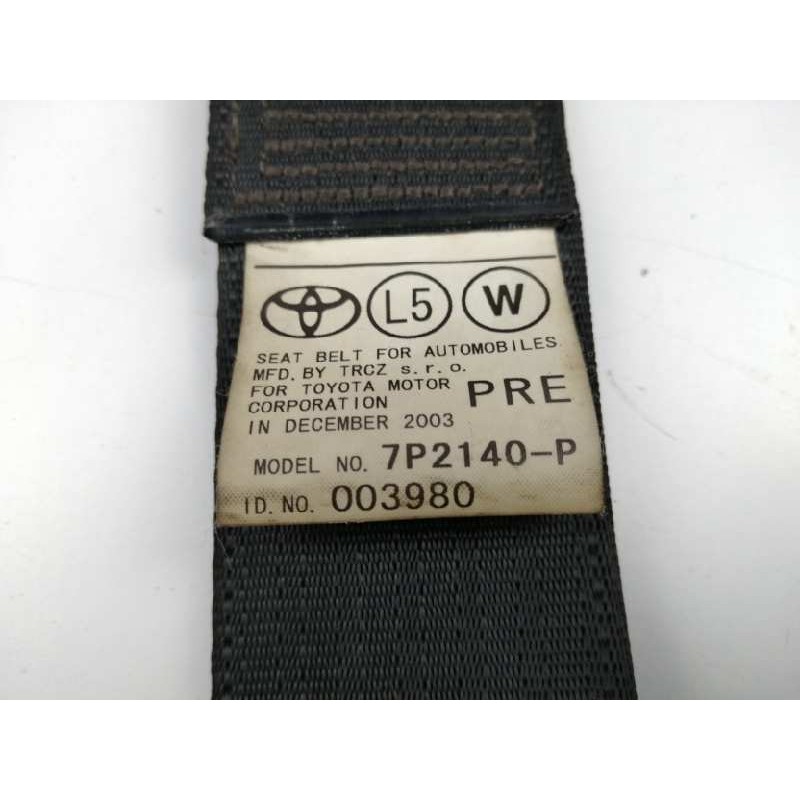 L5 W
SEAT BELT FOR AUTOMOBILES
MFD. BY TRCZ s. r. o.
FOR TOYOTA MOTOR
CORPORATION PRE
IN DECEMBER 2003
MODEL NO. 7P2140-P
ID. NO. 003980